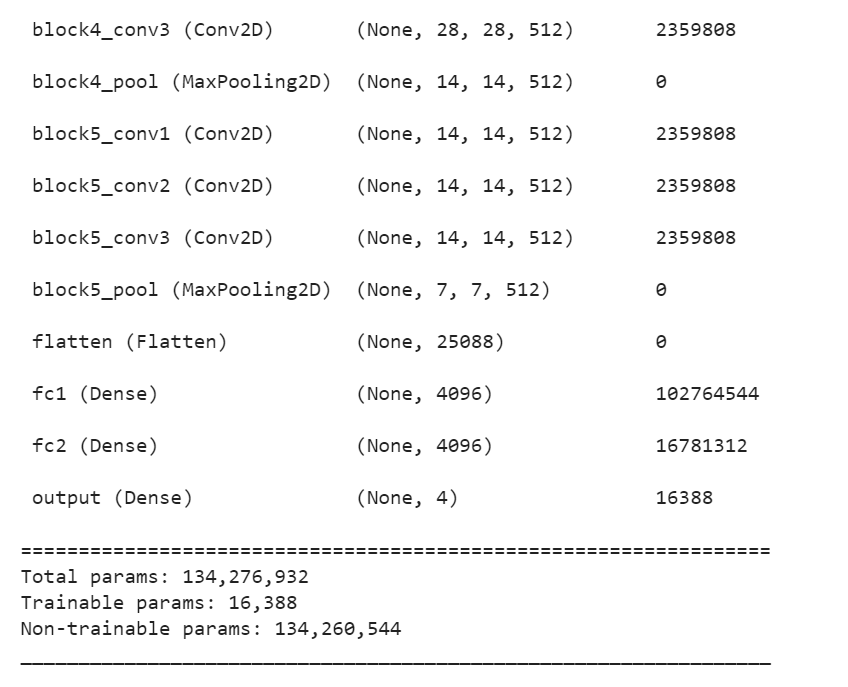 block4_conv3 (Conv2D) (None, 28, 28, 512) 2359808
block4_pool (MaxPooling2D) (None, 14, 14, 512) 0
block5_conv1 (Conv2D) (None, 14, 14, 512) 2359808
block5_conv2 (Conv2D) (None, 14, 14, 512) 2359808
block5_conv3 (Conv2D) (None, 14, 14, 512) 2359808
block5_pool (MaxPooling2D) (None, 7, 7, 512) 0
flatten (Flatten) (None, 25088) 0
fc1 (Dense) (None, 4096) 102764544
fc2 (Dense) (None, 4096) 16781312
output (Dense) (None, 4) 16388
=================================================================
Total params: 134,276,932
Trainable params: 16,388
Non-trainable params: 134,260,544
_________________________________________________________________